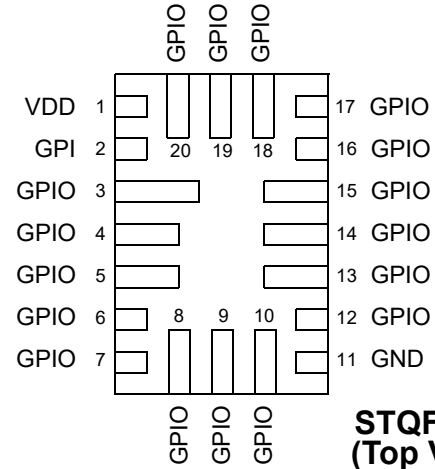 GPIO GPIO GPIO
VDD 1
GPI 2
GPIO 3
GPIO 4
GPIO 5
GPIO 6
GPIO 7
20 19 18
8 9 10
17 GPIO
16 GPIO
15 GPIO
14 GPIO
13 GPIO
12 GPIO
11 GND
GPIO GPIO GPIO
(Top